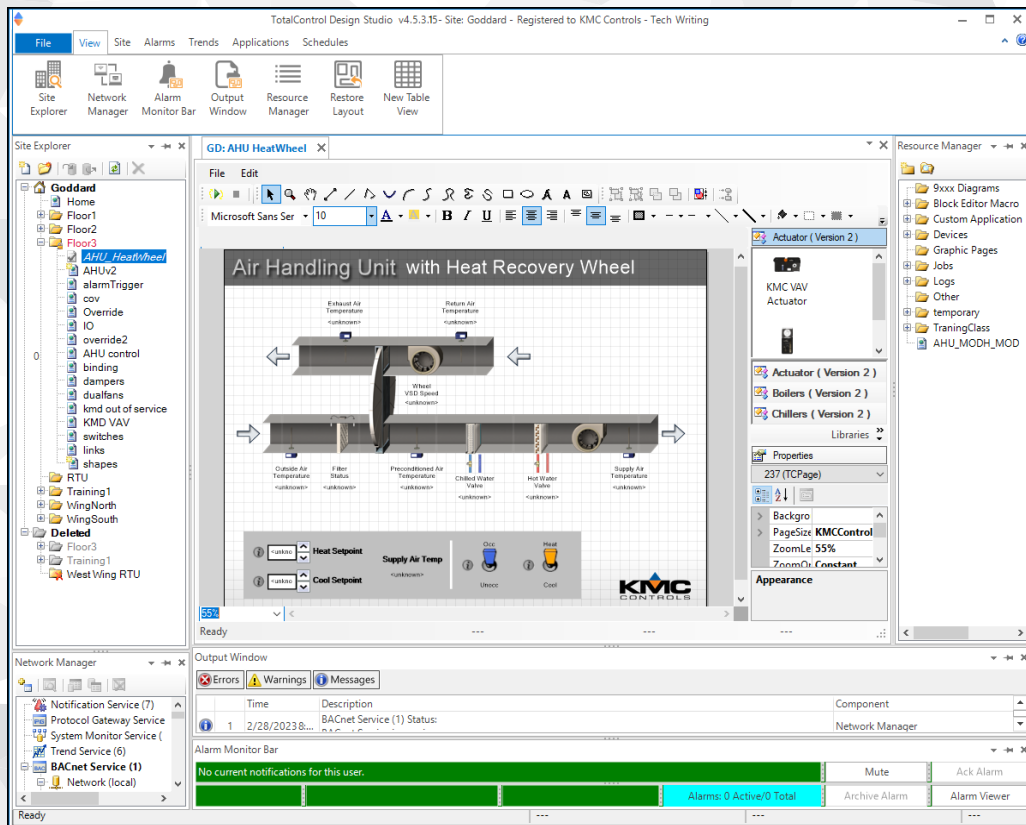 TotalControl Design Studio v4.5.3.15- Site: Goddard - Registered to KMC Controls - Tech Writing
File View Site Alarms Trends Applications Schedules
Site Explorer
Network Manager
Alarm Monitor Bar
Output Window
Resource Manager
Restore Layout
New Table View
Site Explorer
Goddard
Home
Floor1
Floor2
Floor3
AHU_HeatWheel
AHUv2
alarmTrigger
cov
Override
IO
override2
AHU control
binding
dampers
dualfans
kmd out of service
KMD VAV
switches
links
shapes
RTU
Training1
WingNorth
WingSouth
Deleted
Floor3
Training1
West Wing RTU
0
GD: AHU HeatWheel
File Edit
Microsoft Sans Ser 10 A B I U
Air Handling Unit with Heat Recovery Wheel
Exhaust Air
Temperature
<unknown>
Return Air
Temperature
<unknown>
Wheel
VSD Speed
<unknown>
Outside Air
Temperature
<unknown>
Filter
Status
<unknown>
Preconditioned Air
Temperature
<unknown>
Chilled Water
Valve
<unknown>
Hot Water
Valve
<unknown>
Supply Air
Temperature
<unknown>
<unkno Heat Setpoint
<unkno Cool Setpoint
Supply Air Temp
<unknown>
Occ
Unocc
Heat
Cool
KMC
CONTROLS
55%
Ready --- --- ---
Actuator ( Version 2 )
KMC VAV
Actuator
Actuator ( Version 2 )
Boilers ( Version 2 )
Chillers ( Version 2 )
Libraries
Properties
237 (TCPage)
Backgro
PageSize KMCControl
ZoomLe 55%
ZoomOu Constant
Appearance
Resource Manager
9xxx Diagrams
Block Editor Macro
Custom Application
Devices
Graphic Pages
Jobs
Logs
Other
temporary
TraningClass
AHU_MODH_MOD
Network Manager
Notification Service (7)
Protocol Gateway Service
System Monitor Service (
Trend Service (6)
BACnet Service (1)
Network (local)
Output Window
Errors Warnings Messages
Time Description Component
1 2/28/2023 8:... BACnet Service (1) Status: Network Manager
Alarm Monitor Bar
No current notifications for this user. Mute Ack Alarm
Alarms: 0 Active/0 Total Archive Alarm Alarm Viewer
Ready --- --- ---